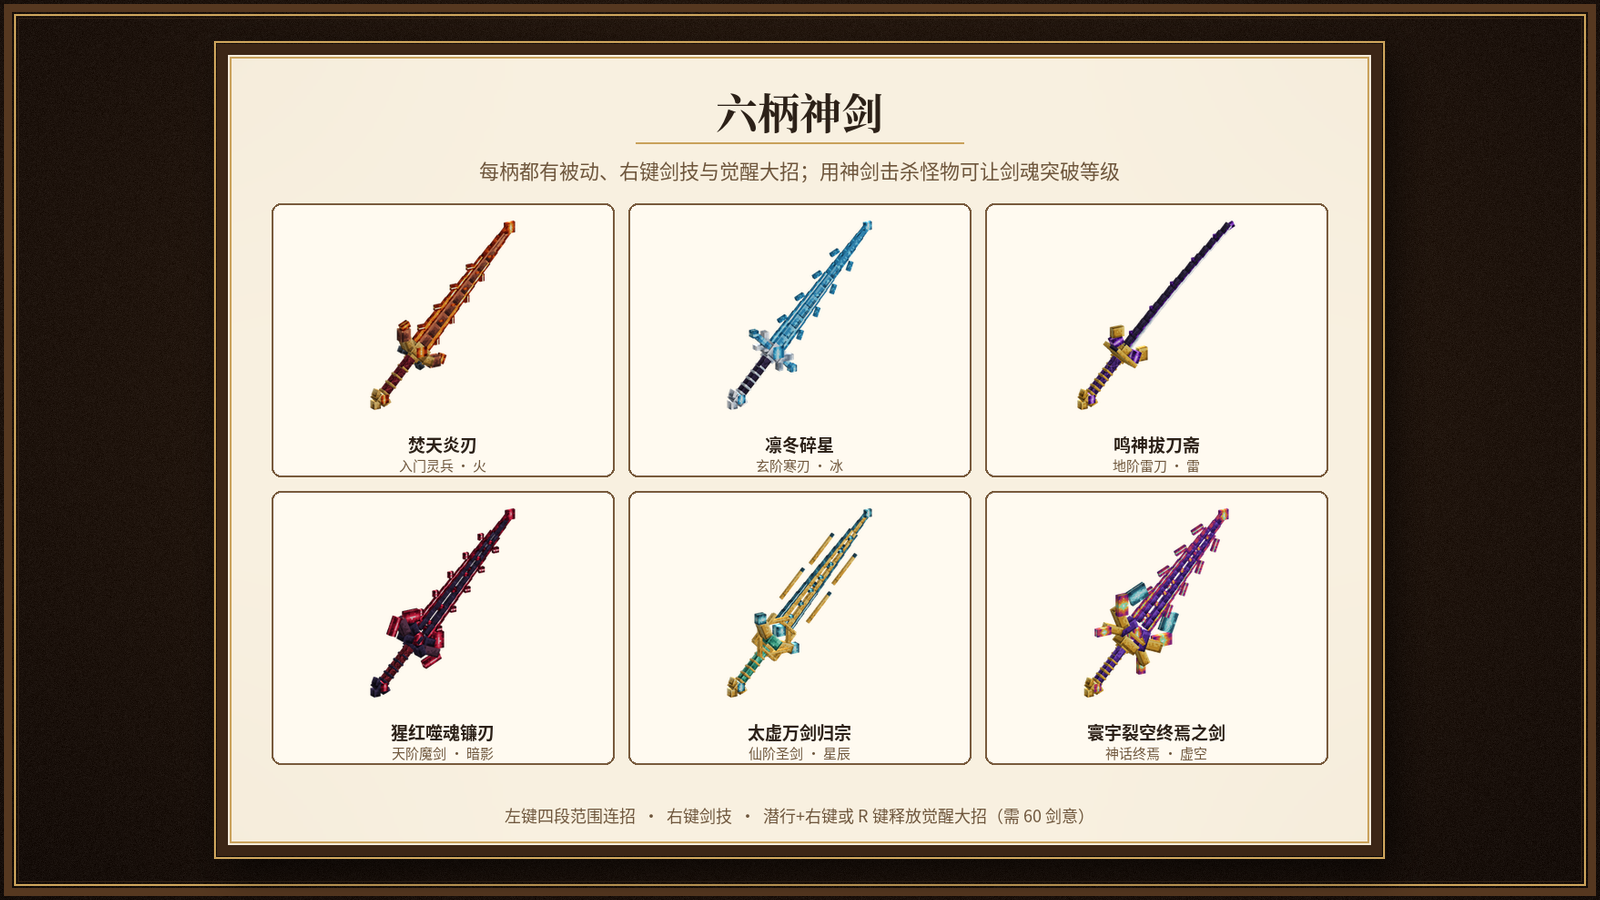 六柄神剑
每柄都有被动、右键剑技与觉醒大招；用神剑击杀怪物可让剑魂突破等级
焚天炎刃
入门灵兵 · 火
凛冬碎星
玄阶寒刃 · 冰
鸣神拔刀斋
地阶雷刀 · 雷
猩红噬魂镰刃
天阶魔剑 · 暗影
太虚万剑归宗
仙阶圣剑 · 星辰
寰宇裂空终焉之剑
神话终焉 · 虚空
左键四段范围连招 · 右键剑技 · 潜行+右键或 R 键释放觉醒大招（需 60 剑意）